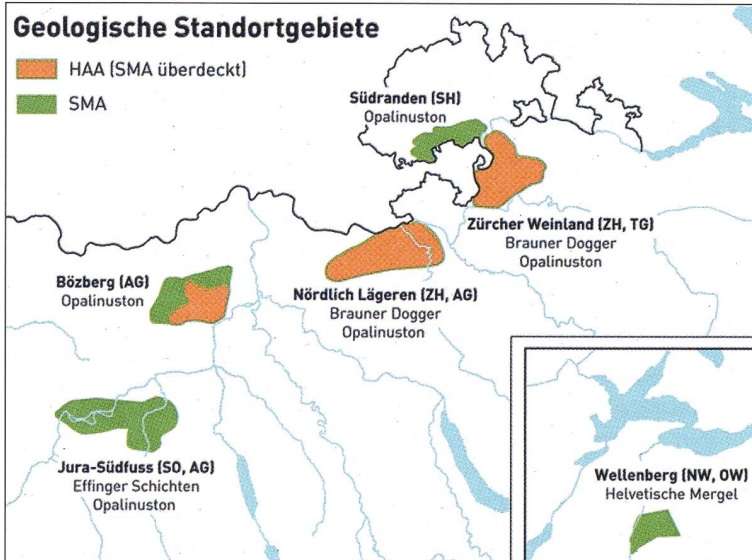 Geologische Standortgebiete
HAA (SMA überdeckt)
SMA
Südranden (SH)
Opalinuston
Zürcher Weinland (ZH, TG)
Brauner Dogger
Opalinuston
Bözberg (AG)
Opalinuston
Nördlich Lägeren (ZH, AG)
Brauner Dogger
Opalinuston
Jura-Südfuss (SO, AG)
Effinger Schichten
Opalinuston
Wellenberg (NW, OW)
Helvetische Mergel